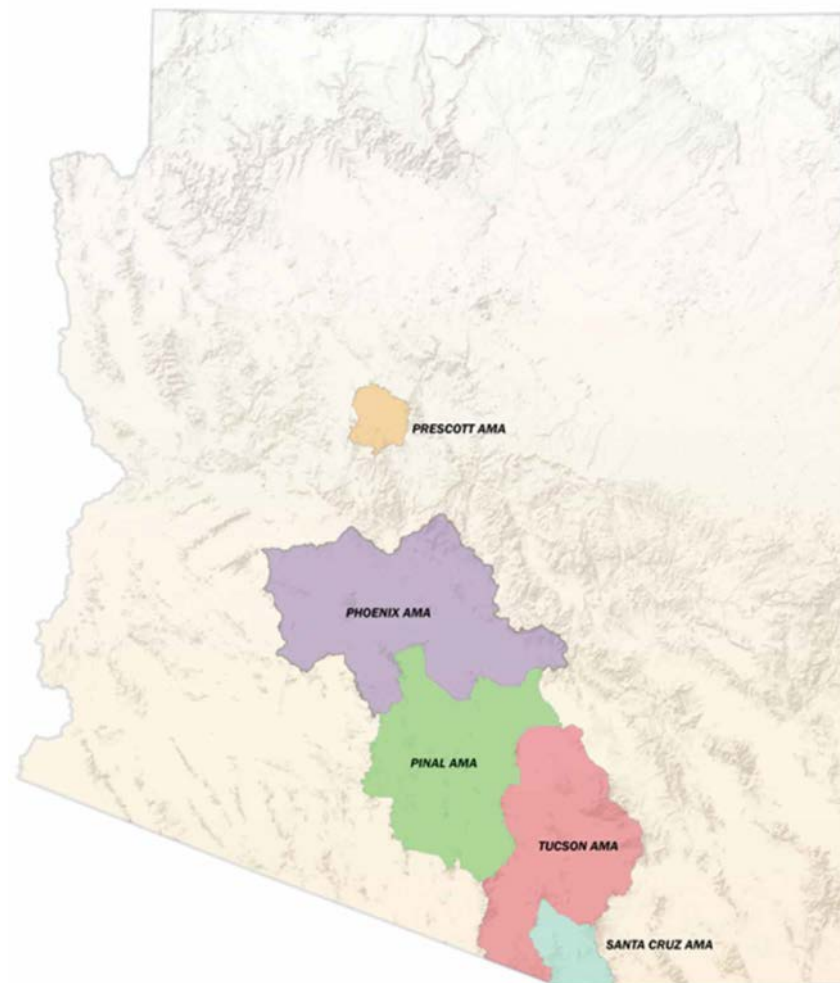 PRESCOTT AMA
PHOENIX AMA
PINAL AMA
TUCSON AMA
SANTA CRUZ AMA